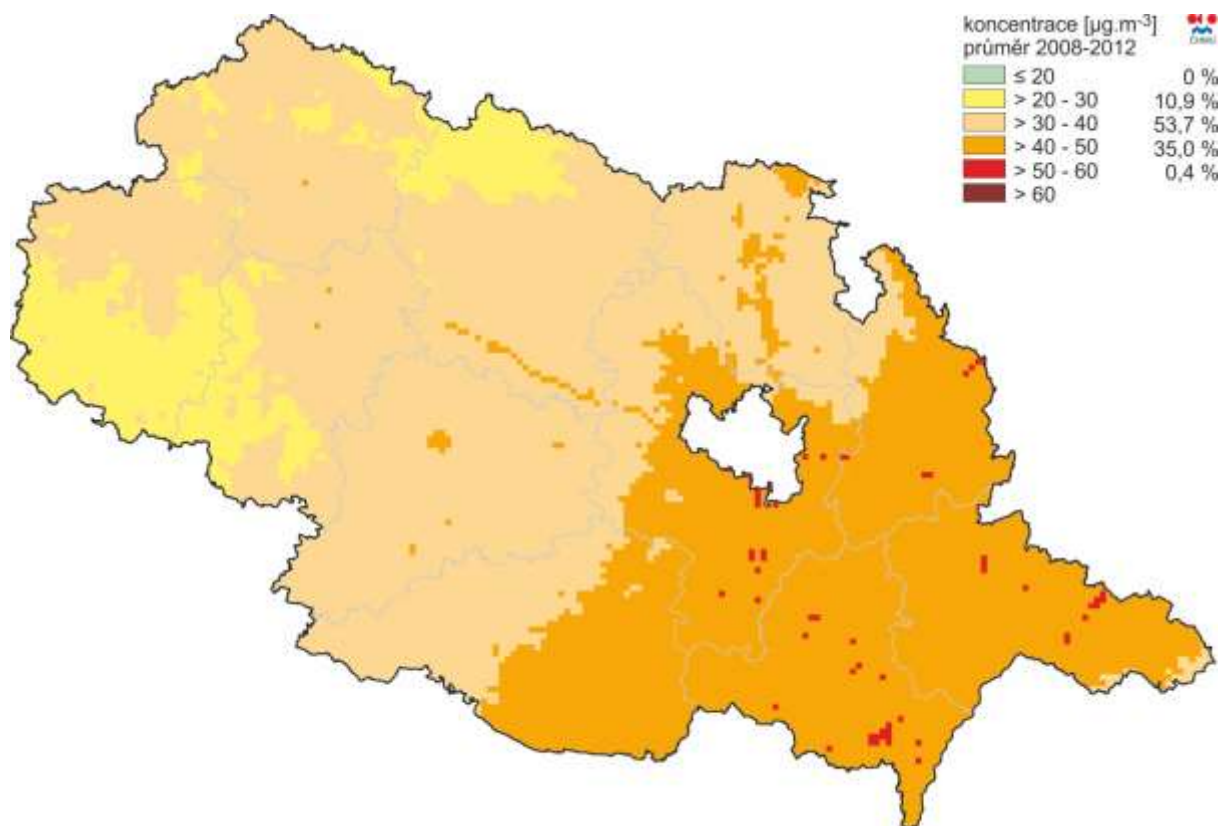 koncentrace [µg.m⁻³]
průměr 2008-2012
≤ 20 0 %
> 20 - 30 10,9 %
> 30 - 40 53,7 %
> 40 - 50 35,0 %
> 50 - 60 0,4 %
> 60